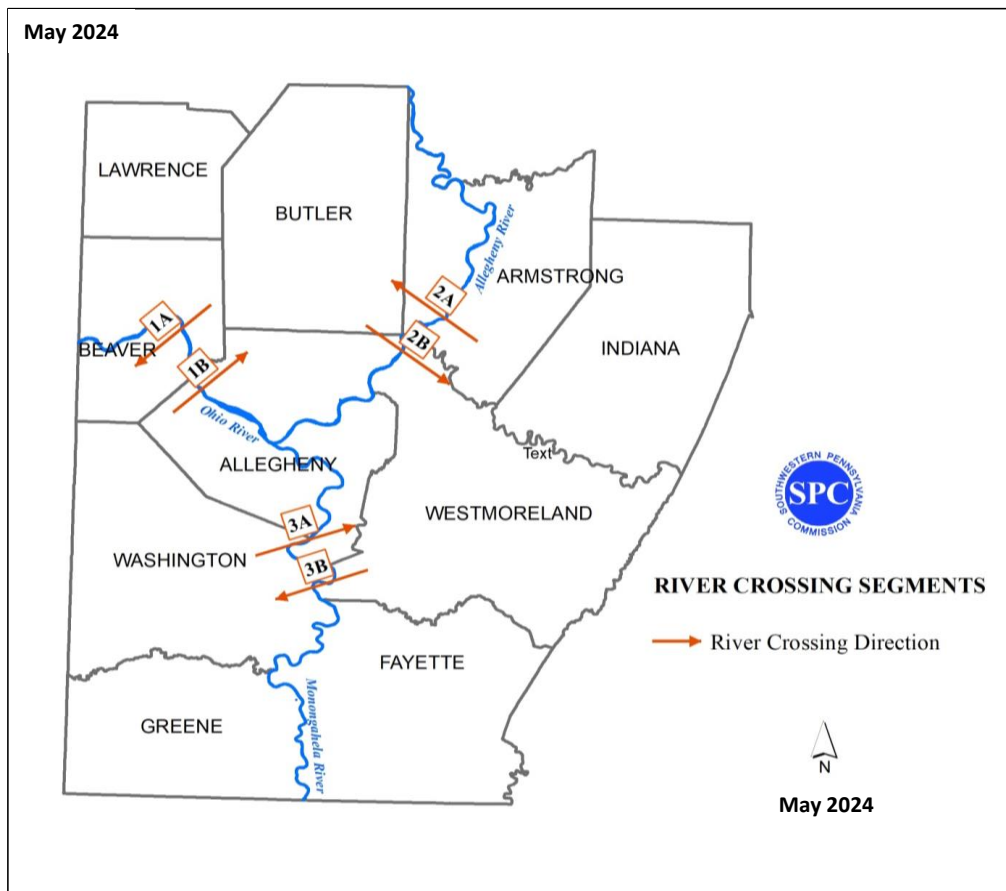 May 2024
LAWRENCE
BUTLER
Allegheny River
ARMSTRONG
2A
1A
2B
BEAVER
INDIANA
1B
Ohio River
Text
ALLEGHENY
SOUTHWESTERN PENNSYLVANIA
SPC
COMMISSION
WESTMORELAND
3A
WASHINGTON
3B
RIVER CROSSING SEGMENTS
River Crossing Direction
FAYETTE
Monongahela River
GREENE
N
May 2024